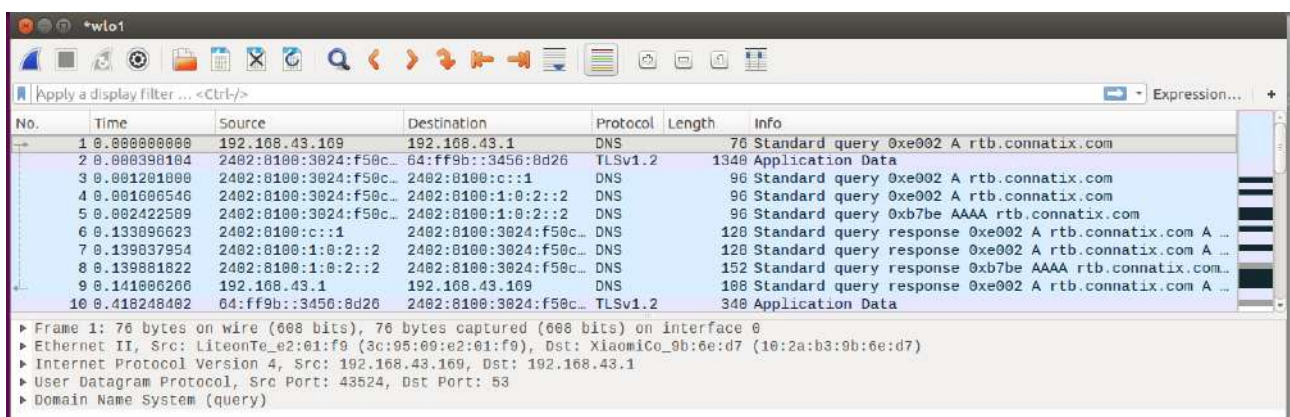 *wlo1
Apply a display filter ... <Ctrl-/>
Expression... +
No. Time Source Destination Protocol Length Info
1 0.000000000 192.168.43.169 192.168.43.1 DNS 76 Standard query 0xe002 A rtb.connatix.com
2 0.000398104 2402:8100:3024:f50c… 64:ff9b::3456:8d26 TLSv1.2 1340 Application Data
3 0.001201000 2402:8100:3024:f50c… 2402:8100:c::1 DNS 96 Standard query 0xe002 A rtb.connatix.com
4 0.001606546 2402:8100:3024:f50c… 2402:8100:1:0:2::2 DNS 96 Standard query 0xe002 A rtb.connatix.com
5 0.002422589 2402:8100:3024:f50c… 2402:8100:1:0:2::2 DNS 96 Standard query 0xb7be AAAA rtb.connatix.com
6 0.133096623 2402:8100:c::1 2402:8100:3024:f50c… DNS 128 Standard query response 0xe002 A rtb.connatix.com A …
7 0.139837954 2402:8100:1:0:2::2 2402:8100:3024:f50c… DNS 128 Standard query response 0xe002 A rtb.connatix.com A …
8 0.139881822 2402:8100:1:0:2::2 2402:8100:3024:f50c… DNS 152 Standard query response 0xb7be AAAA rtb.connatix.com…
9 0.141006266 192.168.43.1 192.168.43.169 DNS 108 Standard query response 0xe002 A rtb.connatix.com A …
10 0.418248402 64:ff9b::3456:8d26 2402:8100:3024:f50c… TLSv1.2 340 Application Data
Frame 1: 76 bytes on wire (608 bits), 76 bytes captured (608 bits) on interface 0
Ethernet II, Src: LiteonTe_e2:01:f9 (3c:95:09:e2:01:f9), Dst: XiaomiCo_9b:6e:d7 (10:2a:b3:9b:6e:d7)
Internet Protocol Version 4, Src: 192.168.43.169, Dst: 192.168.43.1
User Datagram Protocol, Src Port: 43524, Dst Port: 53
Domain Name System (query)